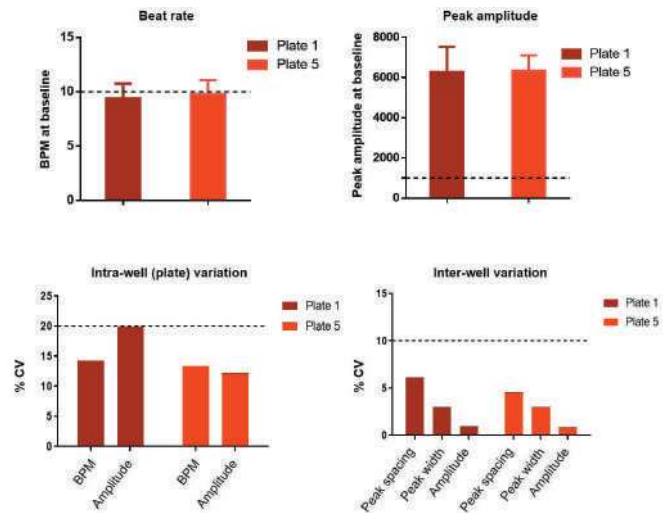 Beat rate
BPM at baseline
15
10
5
0
Plate 1
Plate 5
Peak amplitude
Peak amplitude at baseline
8000
6000
4000
2000
0
Plate 1
Plate 5
Intra-well (plate) variation
% CV
25
20
15
10
5
0
BPM
Amplitude
BPM
Amplitude
Plate 1
Plate 5
Inter-well variation
% CV
15
10
5
0
Peak spacing
Peak width
Amplitude
Peak spacing
Peak width
Amplitude
Plate 1
Plate 5